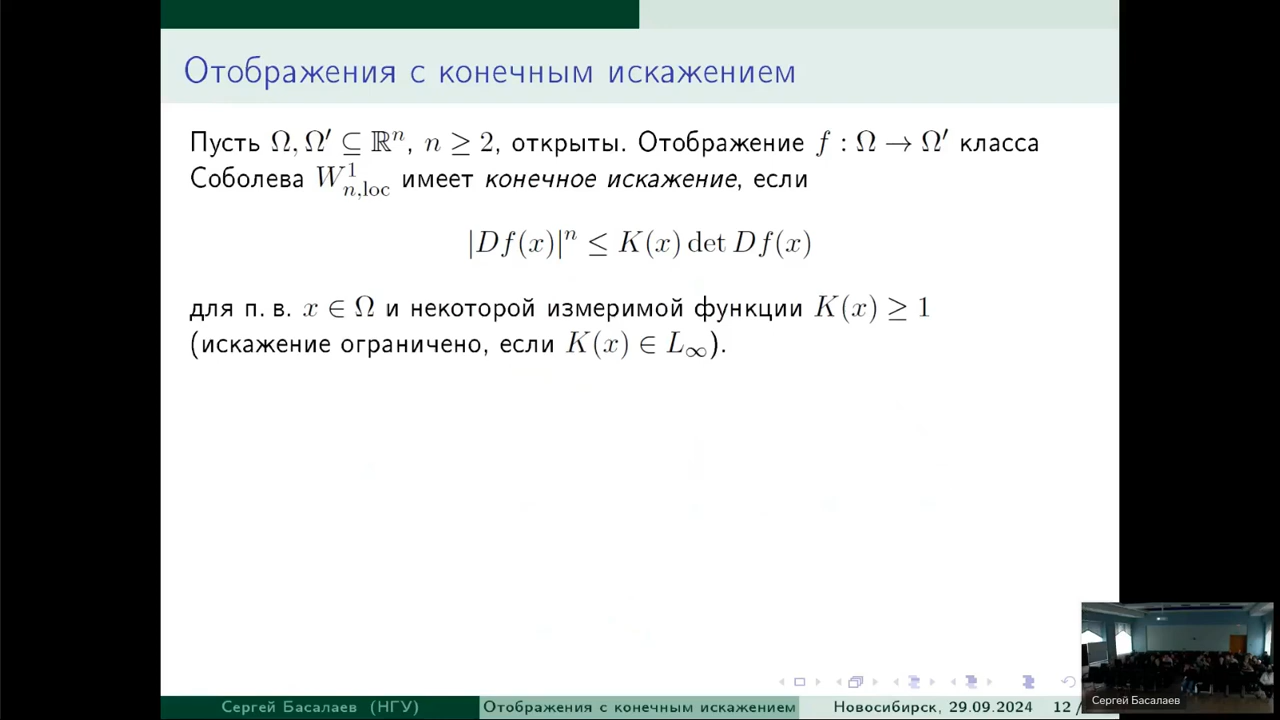 Отображения с конечным искажением
Пусть Ω, Ω′ ⊆ ℝⁿ, n ≥ 2, открыты. Отображение f : Ω → Ω′ класса
Соболева W¹ₙ,loc имеет конечное искажение, если
|Df(x)|ⁿ ≤ K(x) det Df(x)
для п. в. x ∈ Ω и некоторой измеримой функции K(x) ≥ 1
(искажение ограничено, если K(x) ∈ L∞).
Сергей Басалаев (НГУ) Отображения с конечным искажением Новосибирск, 29.09.2024 12 /
Сергей Басалаев